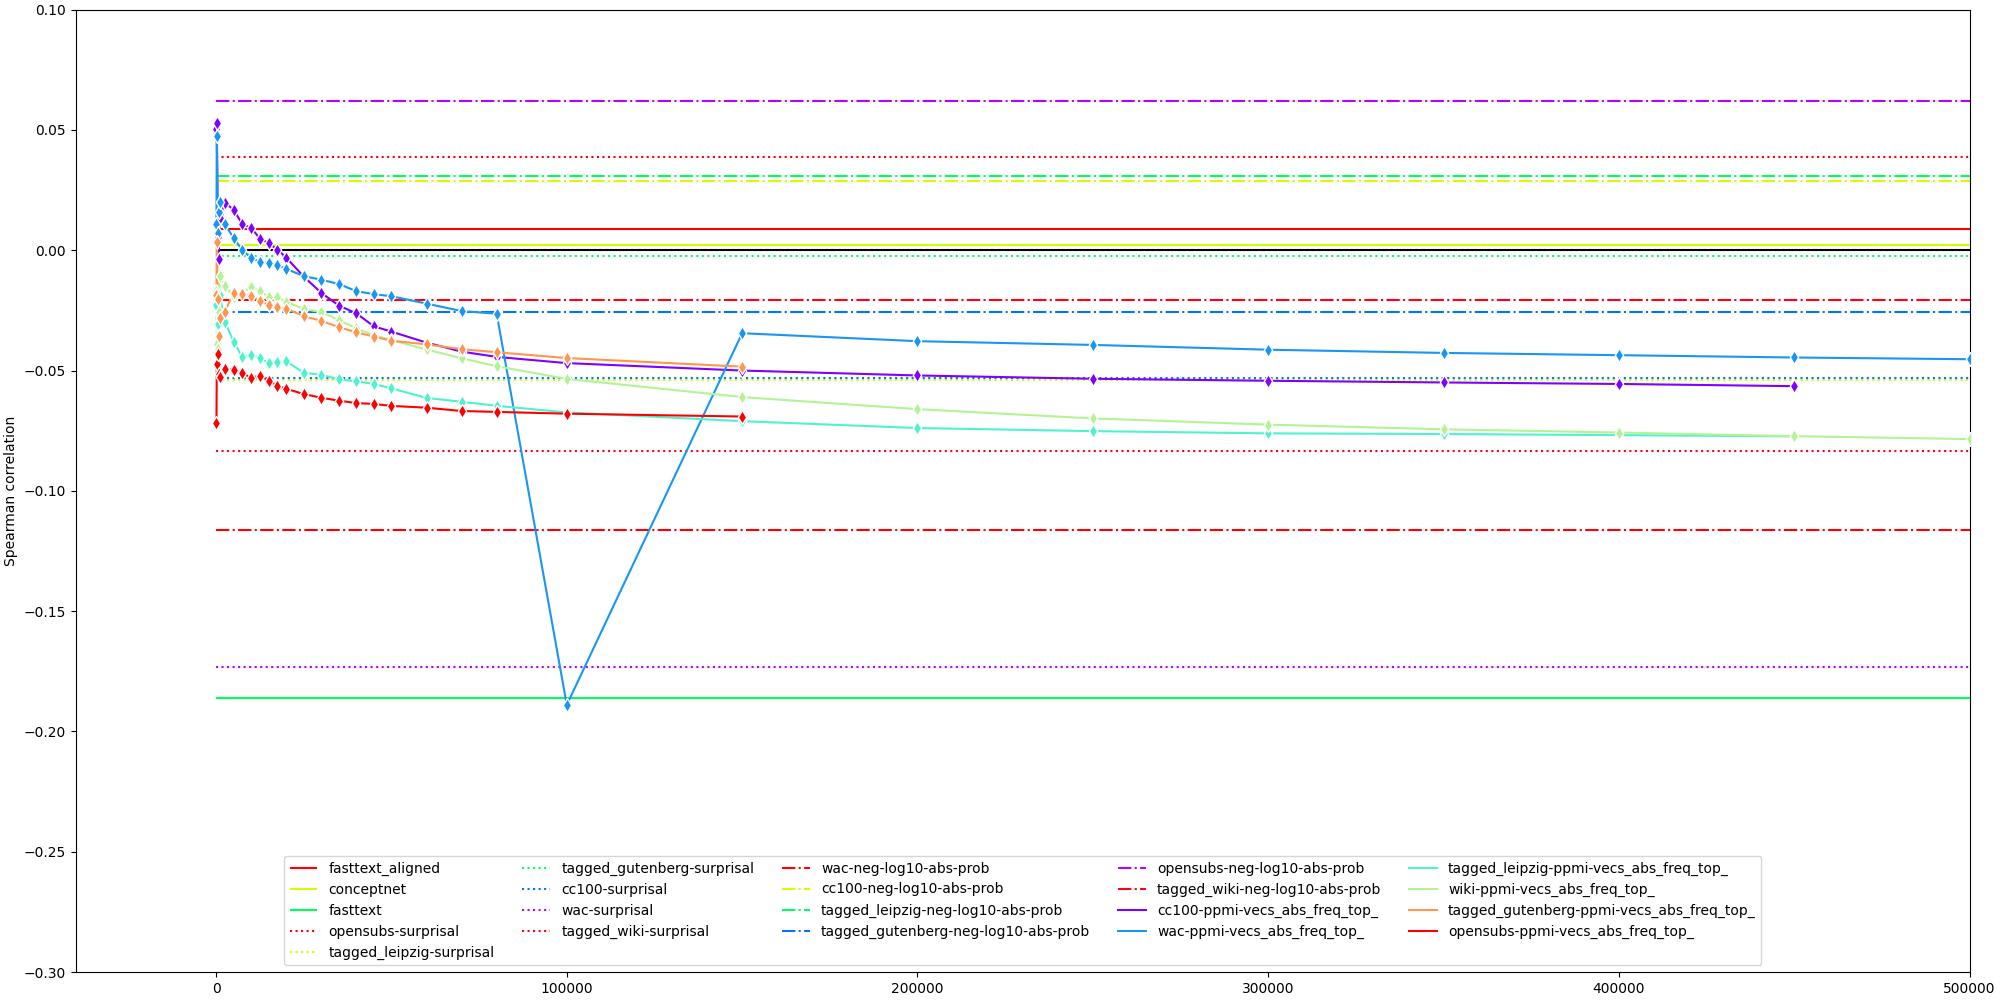 0.10
0.05
0.00
−0.05
−0.10
−0.15
−0.20
−0.25
−0.30
Spearman correlation
0
100000
200000
300000
400000
500000
fasttext_aligned
conceptnet
fasttext
opensubs-surprisal
tagged_leipzig-surprisal
tagged_gutenberg-surprisal
cc100-surprisal
wac-surprisal
tagged_wiki-surprisal
wac-neg-log10-abs-prob
cc100-neg-log10-abs-prob
tagged_leipzig-neg-log10-abs-prob
tagged_gutenberg-neg-log10-abs-prob
opensubs-neg-log10-abs-prob
tagged_wiki-neg-log10-abs-prob
cc100-ppmi-vecs_abs_freq_top_
wac-ppmi-vecs_abs_freq_top_
tagged_leipzig-ppmi-vecs_abs_freq_top_
wiki-ppmi-vecs_abs_freq_top_
tagged_gutenberg-ppmi-vecs_abs_freq_top_
opensubs-ppmi-vecs_abs_freq_top_